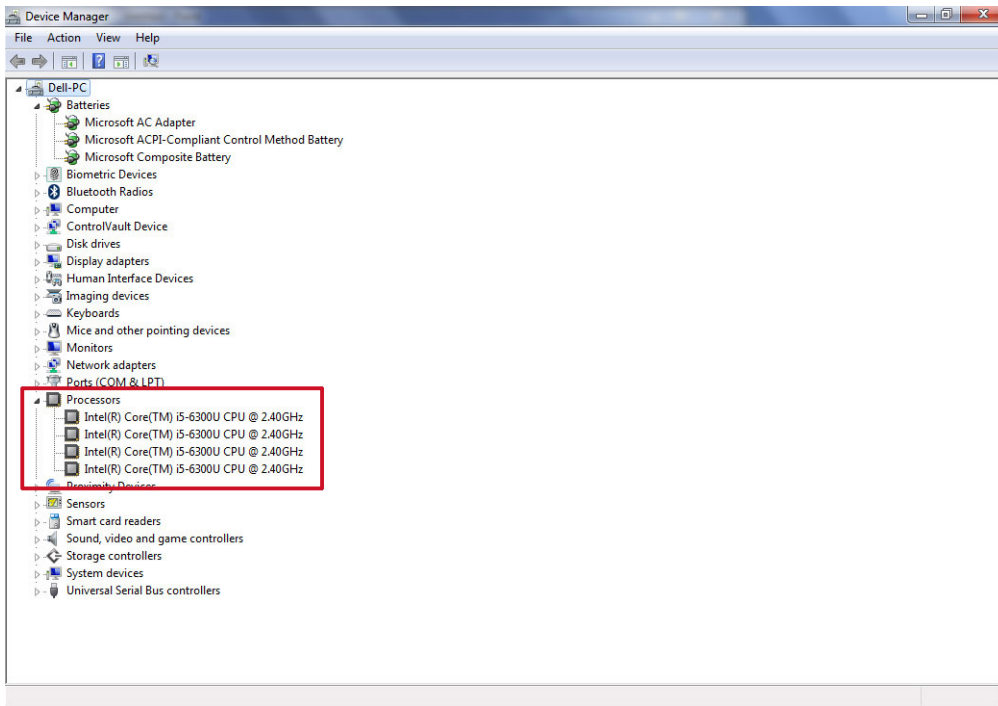 Device Manager
File Action View Help
Dell-PC
Batteries
Microsoft AC Adapter
Microsoft ACPI-Compliant Control Method Battery
Microsoft Composite Battery
Biometric Devices
Bluetooth Radios
Computer
ControlVault Device
Disk drives
Display adapters
Human Interface Devices
Imaging devices
Keyboards
Mice and other pointing devices
Monitors
Network adapters
Ports (COM & LPT)
Processors
Intel(R) Core(TM) i5-6300U CPU @ 2.40GHz
Intel(R) Core(TM) i5-6300U CPU @ 2.40GHz
Intel(R) Core(TM) i5-6300U CPU @ 2.40GHz
Intel(R) Core(TM) i5-6300U CPU @ 2.40GHz
Proximity Devices
Sensors
Smart card readers
Sound, video and game controllers
Storage controllers
System devices
Universal Serial Bus controllers